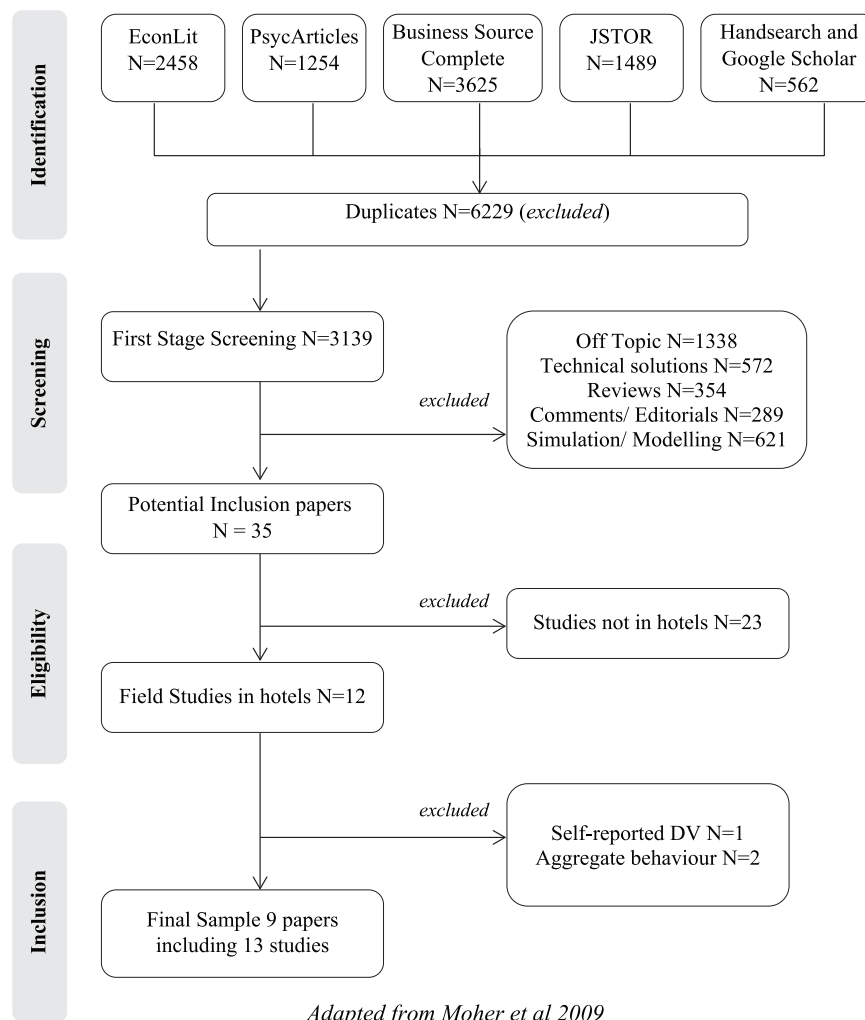 Identification
EconLit
N=2458
PsycArticles
N=1254
Business Source
Complete
N=3625
JSTOR
N=1489
Handsearch and
Google Scholar
N=562
Duplicates N=6229 (excluded)
Screening
First Stage Screening N=3139
excluded
Off Topic N=1338
Technical solutions N=572
Reviews N=354
Comments/ Editorials N=289
Simulation/ Modelling N=621
Potential Inclusion papers
N = 35
Eligibility
excluded
Studies not in hotels N=23
Field Studies in hotels N=12
Inclusion
excluded
Self-reported DV N=1
Aggregate behaviour N=2
Final Sample 9 papers
including 13 studies
Adapted from Moher et al 2009